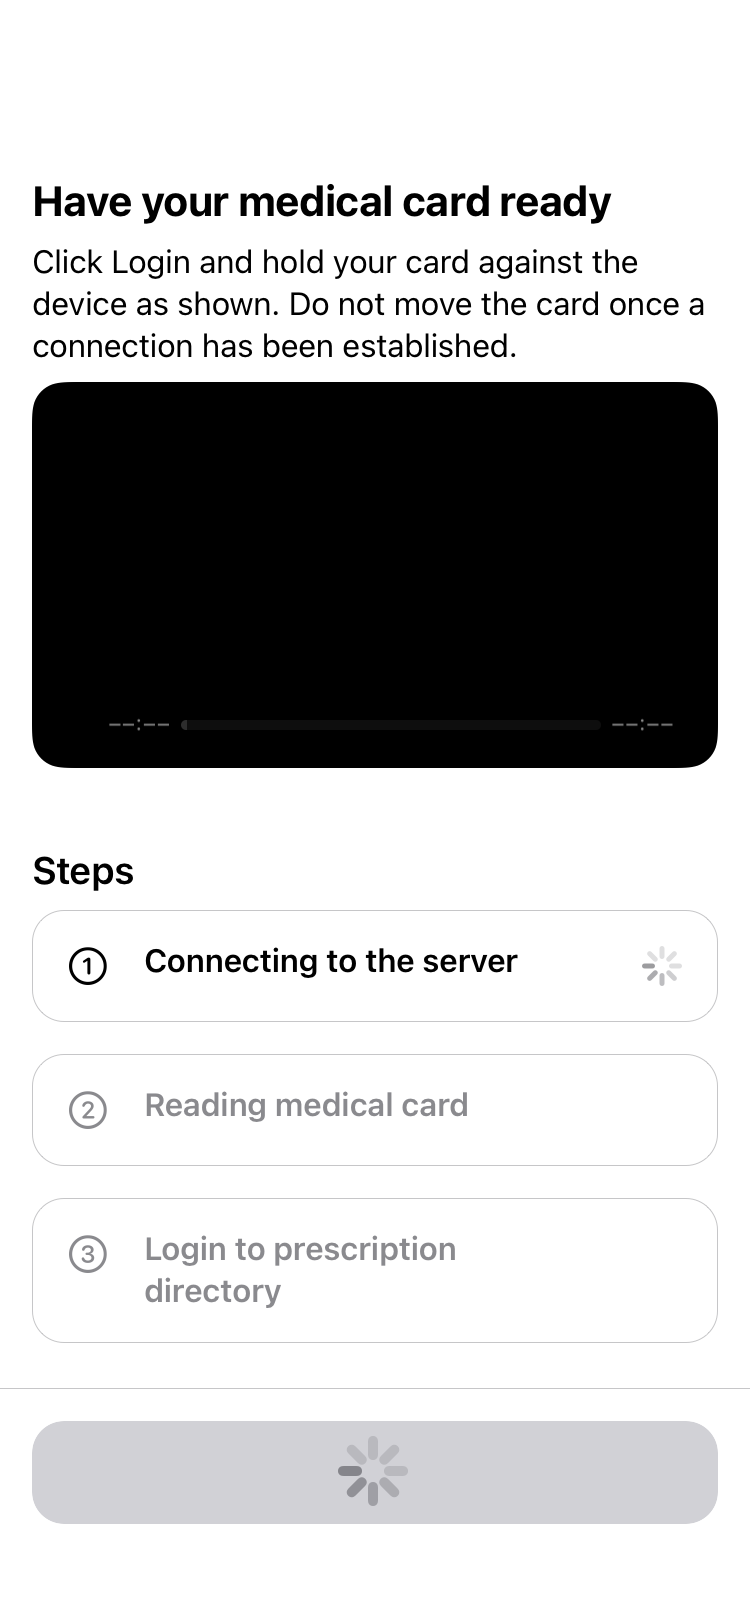 Have your medical card ready
Click Login and hold your card against the
device as shown. Do not move the card once a
connection has been established.
--:-- --:--
Steps
1 Connecting to the server
2 Reading medical card
3 Login to prescription
directory